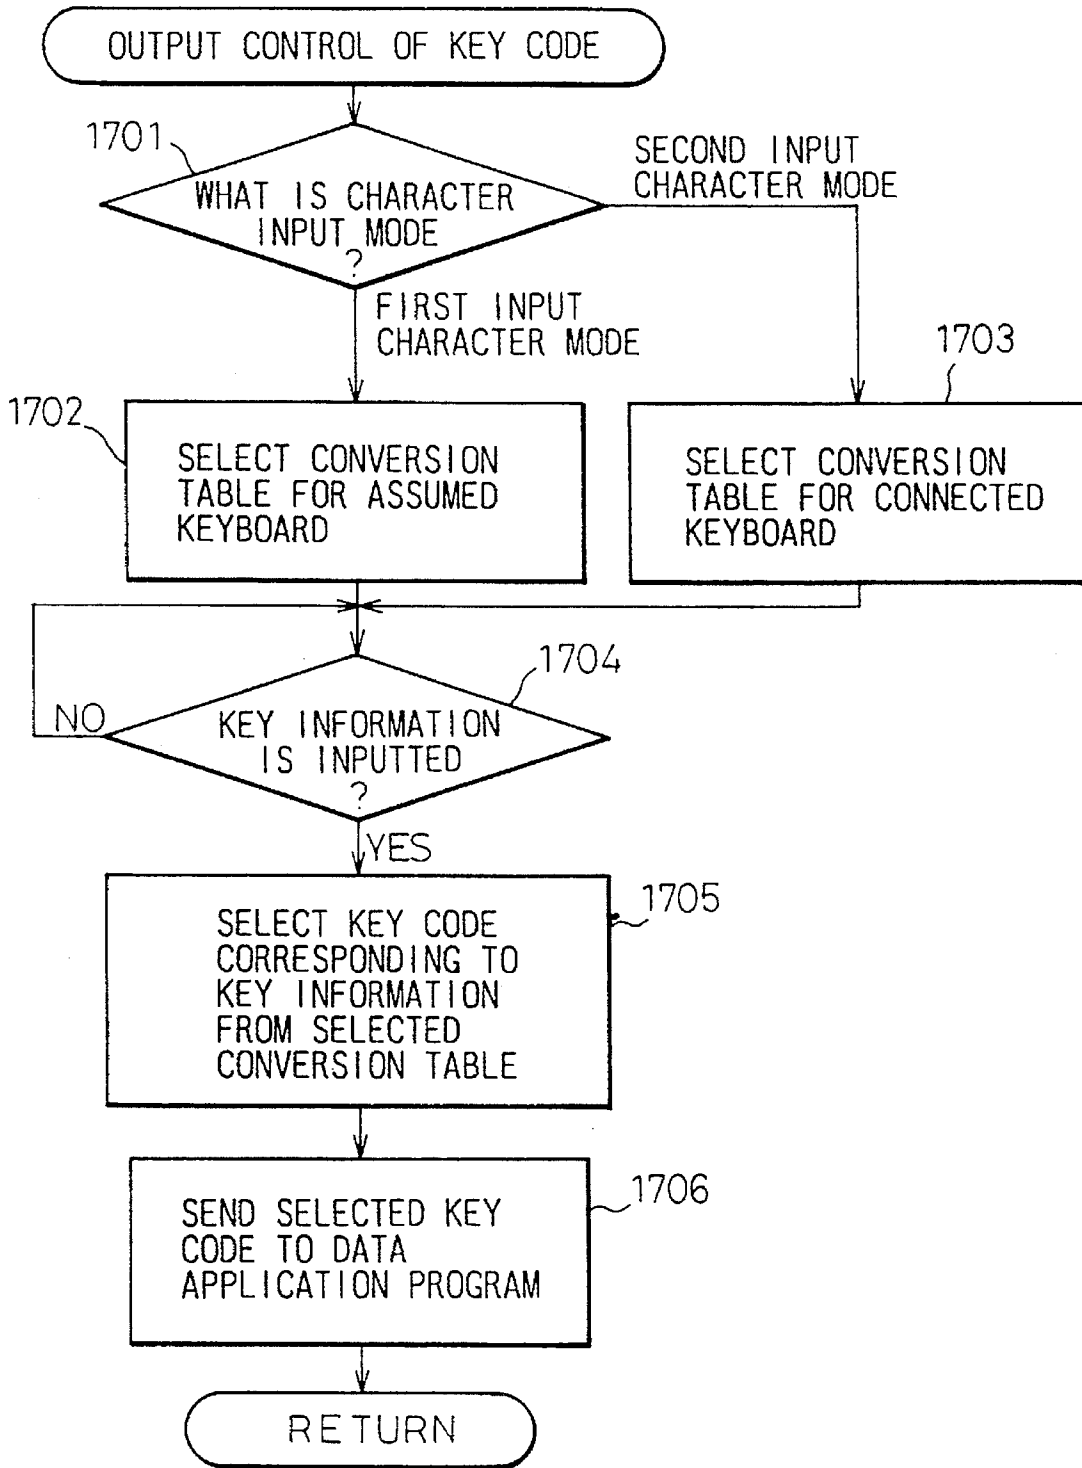 OUTPUT CONTROL OF KEY CODE
1701
WHAT IS CHARACTER
INPUT MODE
?
SECOND INPUT
CHARACTER MODE
FIRST INPUT
CHARACTER MODE
1702
SELECT CONVERSION
TABLE FOR ASSUMED
KEYBOARD
1703
SELECT CONVERSION
TABLE FOR CONNECTED
KEYBOARD
1704
KEY INFORMATION
IS INPUTTED
?
NO
YES
1705
SELECT KEY CODE
CORRESPONDING TO
KEY INFORMATION
FROM SELECTED
CONVERSION TABLE
1706
SEND SELECTED KEY
CODE TO DATA
APPLICATION PROGRAM
RETURN